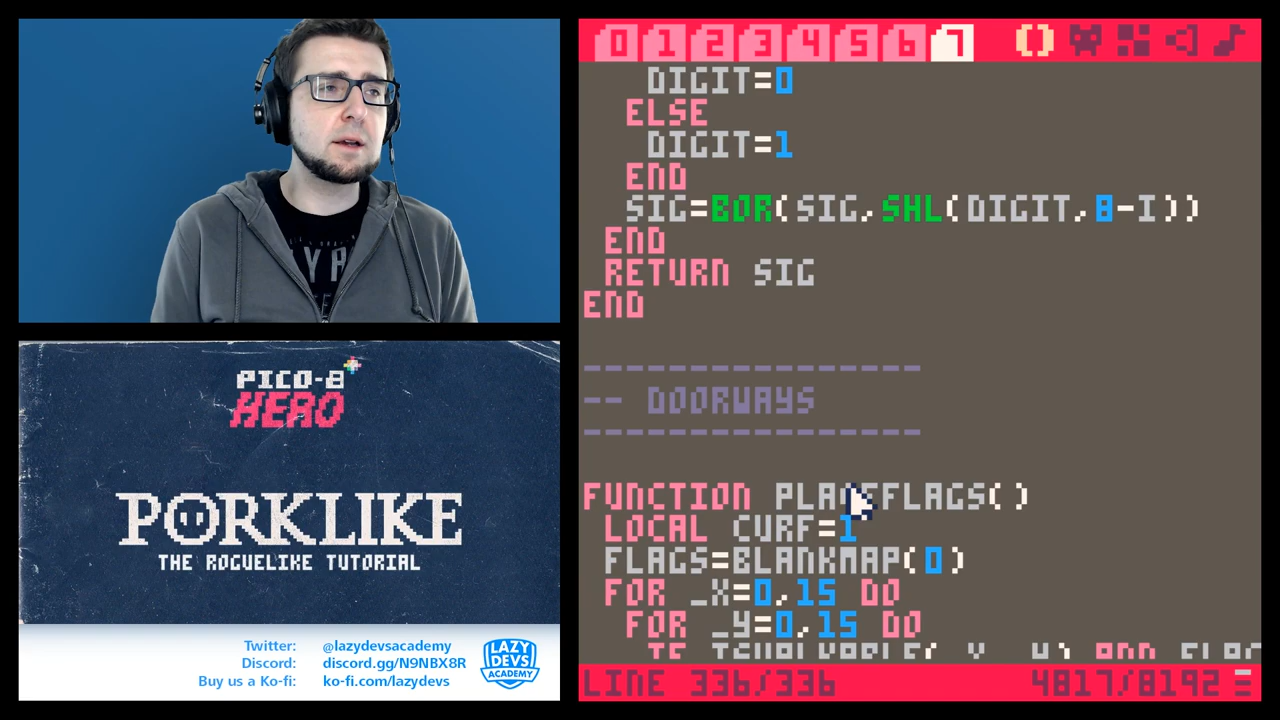 0 1 2 3 4 5 6 7
DIGIT=0
ELSE
DIGIT=1
END
SIG=BOR(SIG,SHL(DIGIT,8-I))
END
RETURN SIG
END
----------------
-- DOORWAYS
----------------
FUNCTION PLACEFLAGS()
LOCAL CURF=1
FLAGS=BLANKMAP(0)
FOR _X=0,15 DO
FOR _Y=0,15 DO
LINE 336/336 4817/8192
PICO-8
HERO
PORKLIKE
THE ROGUELIKE TUTORIAL
Twitter: @lazydevsacademy
Discord: discord.gg/N9NBX8R
Buy us a Ko-fi: ko-fi.com/lazydevs
LAZY
DEVS
ACADEMY